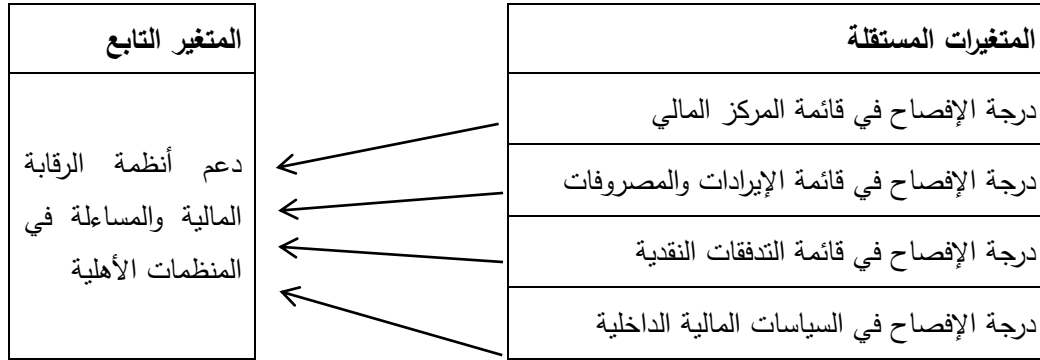 المتغيرات المستقلة
درجة الإفصاح في قائمة المركز المالي
درجة الإفصاح في قائمة الإيرادات والمصروفات
درجة الإفصاح في قائمة التدفقات النقدية
درجة الإفصاح في السياسات المالية الداخلية
المتغير التابع
دعم أنظمة الرقابة
المالية والمساءلة في
المنظمات الأهلية